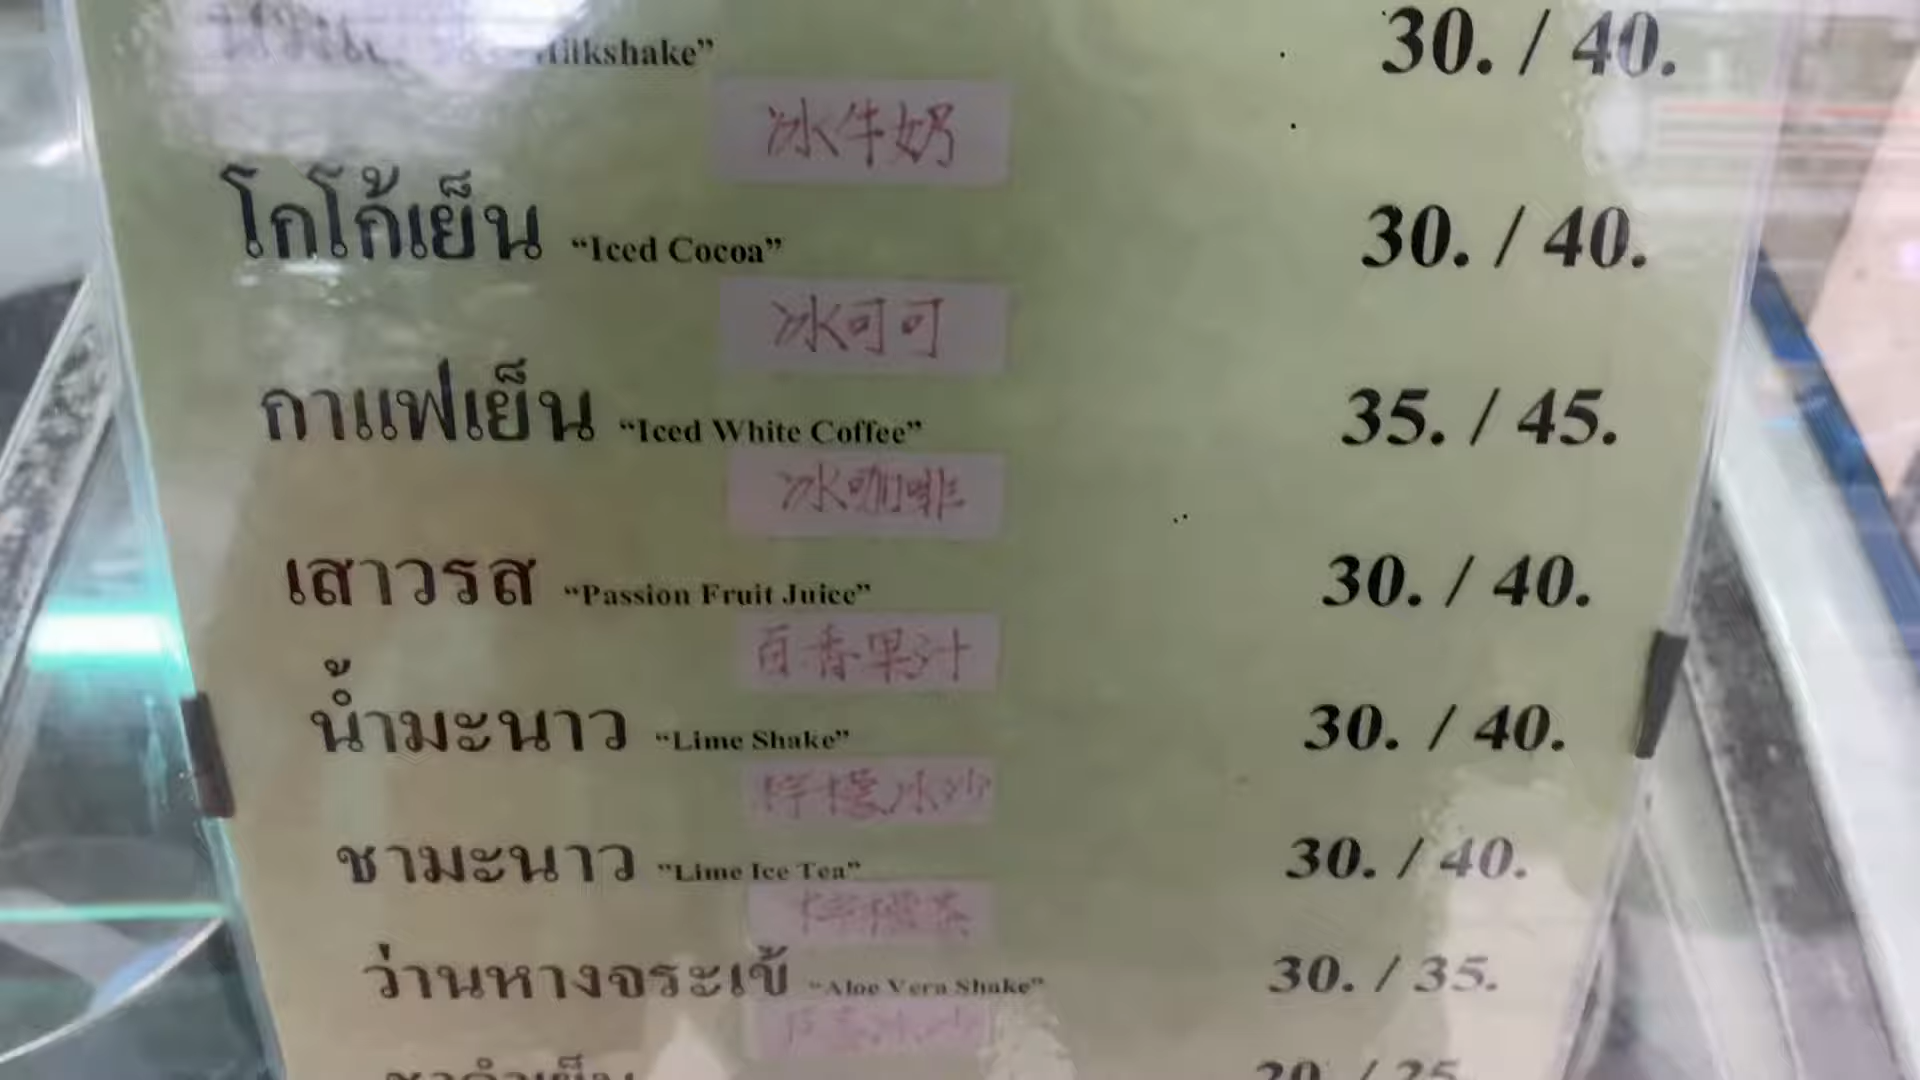 Milkshake” 30. / 40.
冰牛奶
โกโก้เย็น “Iced Cocoa” 30. / 40.
冰可可
กาแฟเย็น “Iced White Coffee” 35. / 45.
冰咖啡
เสาวรส “Passion Fruit Juice” 30. / 40.
百香果汁
น้ำมะนาว “Lime Shake” 30. / 40.
柠檬冰沙
ชามะนาว “Lime Ice Tea” 30. / 40.
柠檬茶
ว่านหางจระเข้ “Aloe Vera Shake” 30. / 35.